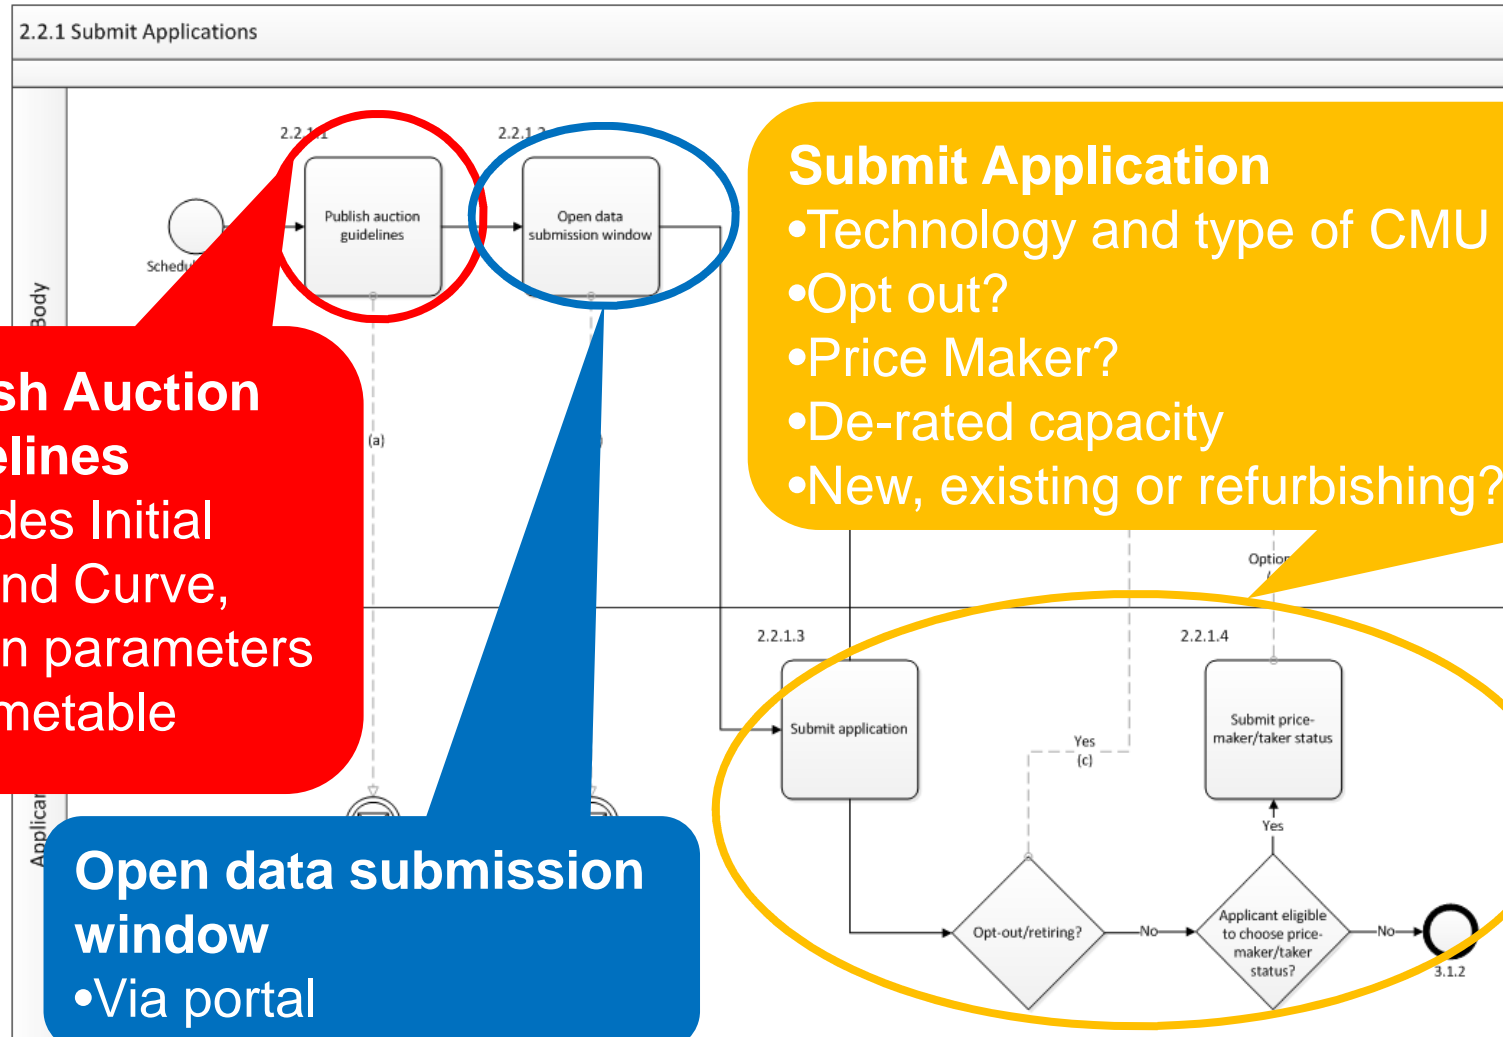 2.2.1 Submit Applications
2.2.1.1
2.2.1.2
Publish auction
guidelines
Open data
submission window
Body
(a)
Submit Application
•Technology and type of CMU
•Opt out?
•Price Maker?
•De-rated capacity
•New, existing or refurbishing?
sh Auction
elines
des Initial
nd Curve,
n parameters
metable
2.2.1.3
2.2.1.4
Submit application
Submit price-
maker/taker status
Yes
(c)
Yes
Opt-out/retiring?
No
Applicant eligible
to choose price-
maker/taker
status?
No
3.1.2
Open data submission
window
•Via portal